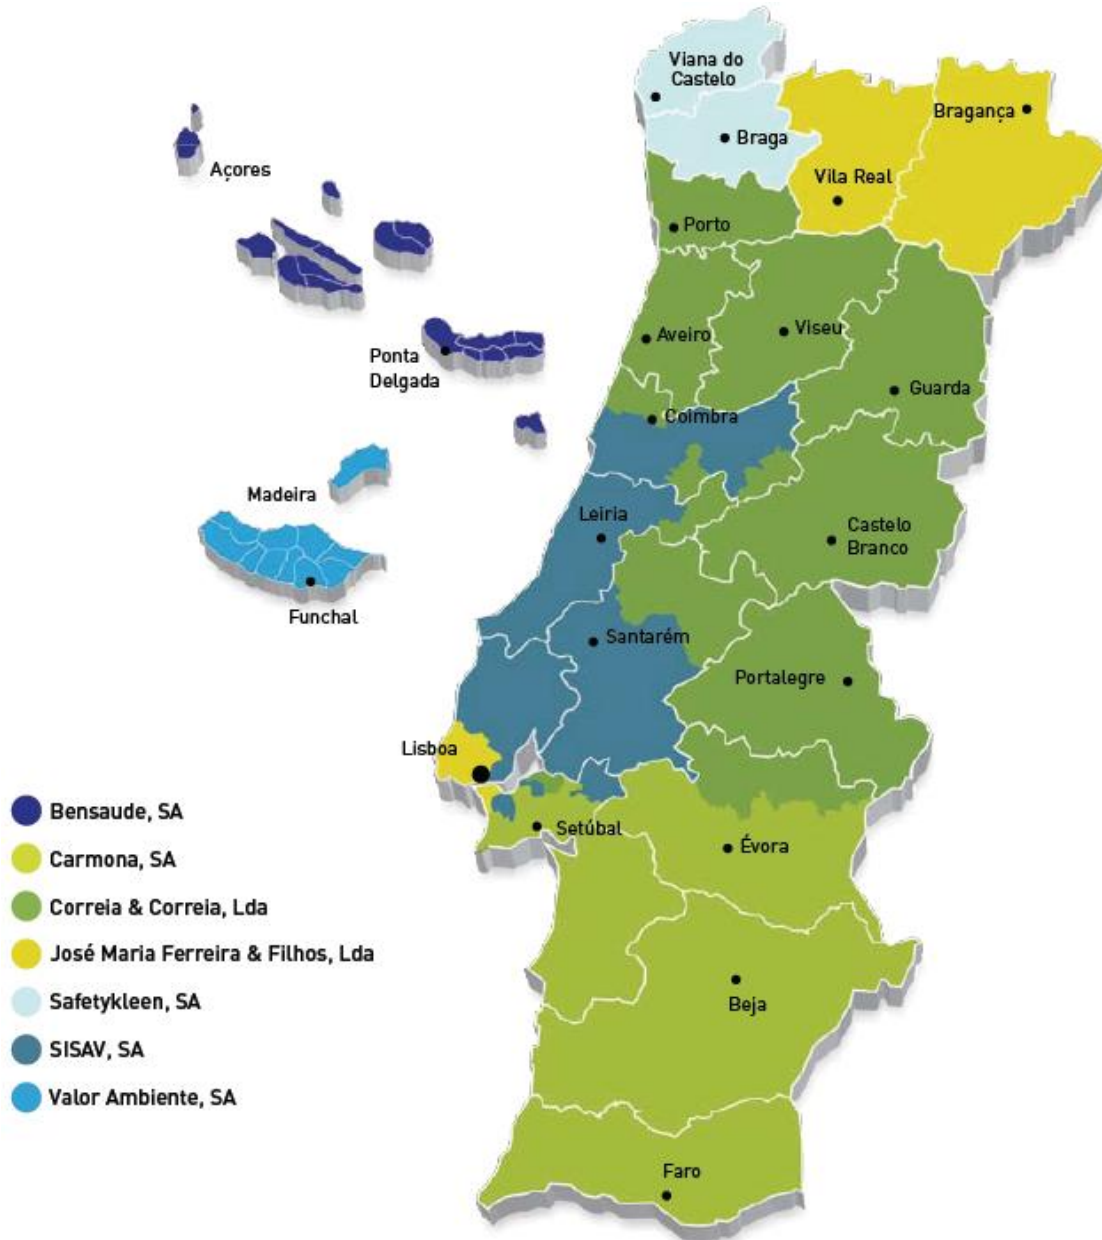 Viana do
Castelo
Bragança
Braga
Açores
Vila Real
Porto
Aveiro
Viseu
Ponta
Delgada
Guarda
Coimbra
Madeira
Leiria
Castelo
Branco
Funchal
Santarém
Portalegre
Lisboa
Setúbal
Évora
Beja
Faro
Bensaude, SA
Carmona, SA
Correia & Correia, Lda
José Maria Ferreira & Filhos, Lda
Safetykleen, SA
SISAV, SA
Valor Ambiente, SA